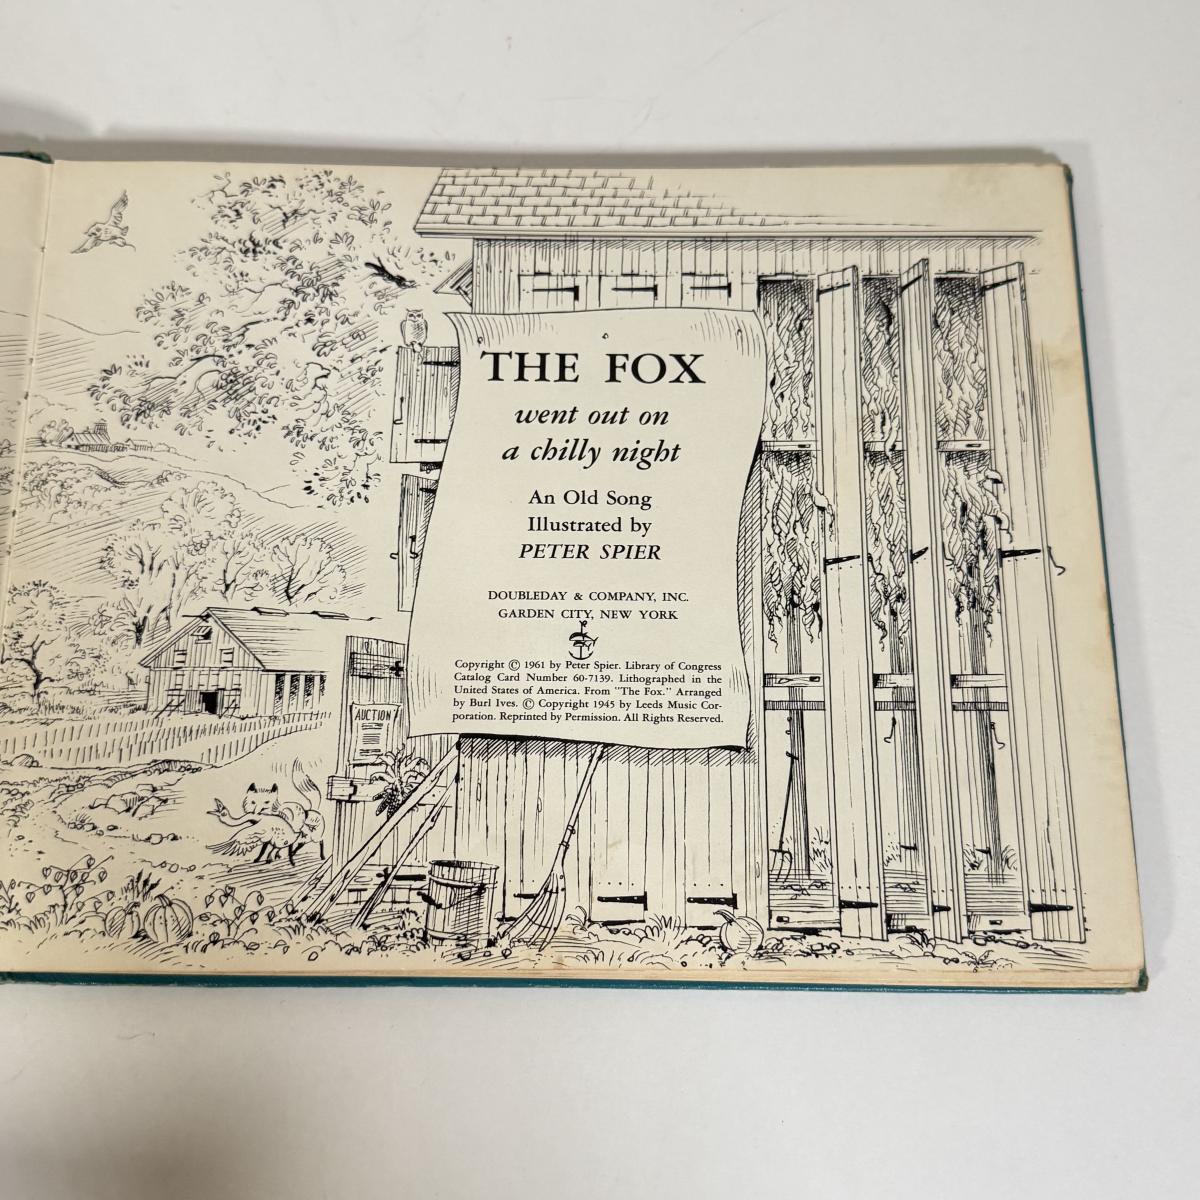 THE FOX
went out on
a chilly night
An Old Song
Illustrated by
PETER SPIER
DOUBLEDAY & COMPANY, INC.
GARDEN CITY, NEW YORK
Copyright © 1961 by Peter Spier. Library of Congress
Catalog Card Number 60-7139. Lithographed in the
United States of America. From "The Fox." Arranged
by Burl Ives. © Copyright 1945 by Leeds Music Cor-
poration. Reprinted by Permission. All Rights Reserved.
AUCTION